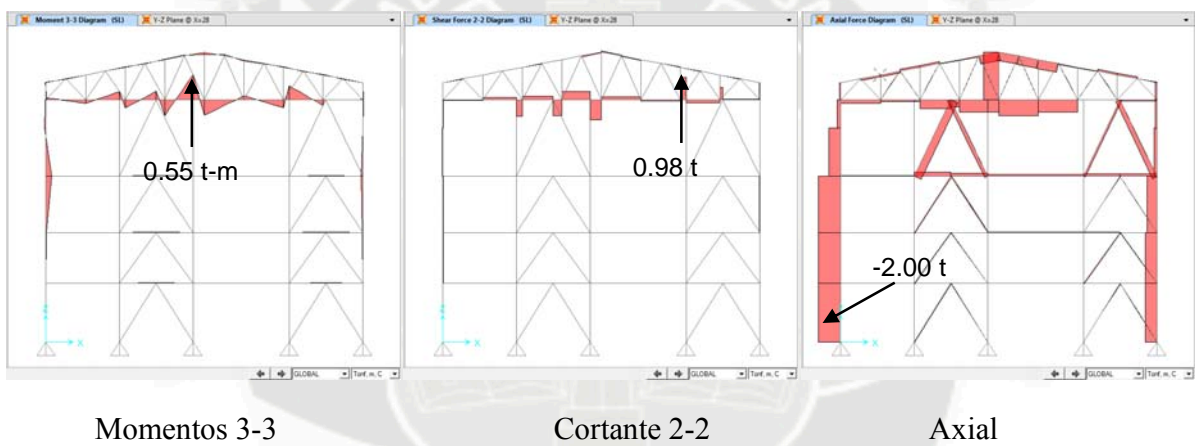 Moment 3-3 Diagram (SL)
Y-Z Plane @ X=28
Shear Force 2-2 Diagram (SL)
Y-Z Plane @ X=28
Axial Force Diagram (SL)
Y-Z Plane @ X=28
0.55 t-m
0.98 t
-2.00 t
X
X
X
GLOBAL
Tonf, m, C
GLOBAL
Tonf, m, C
GLOBAL
Tonf, m, C
Momentos 3-3
Cortante 2-2
Axial